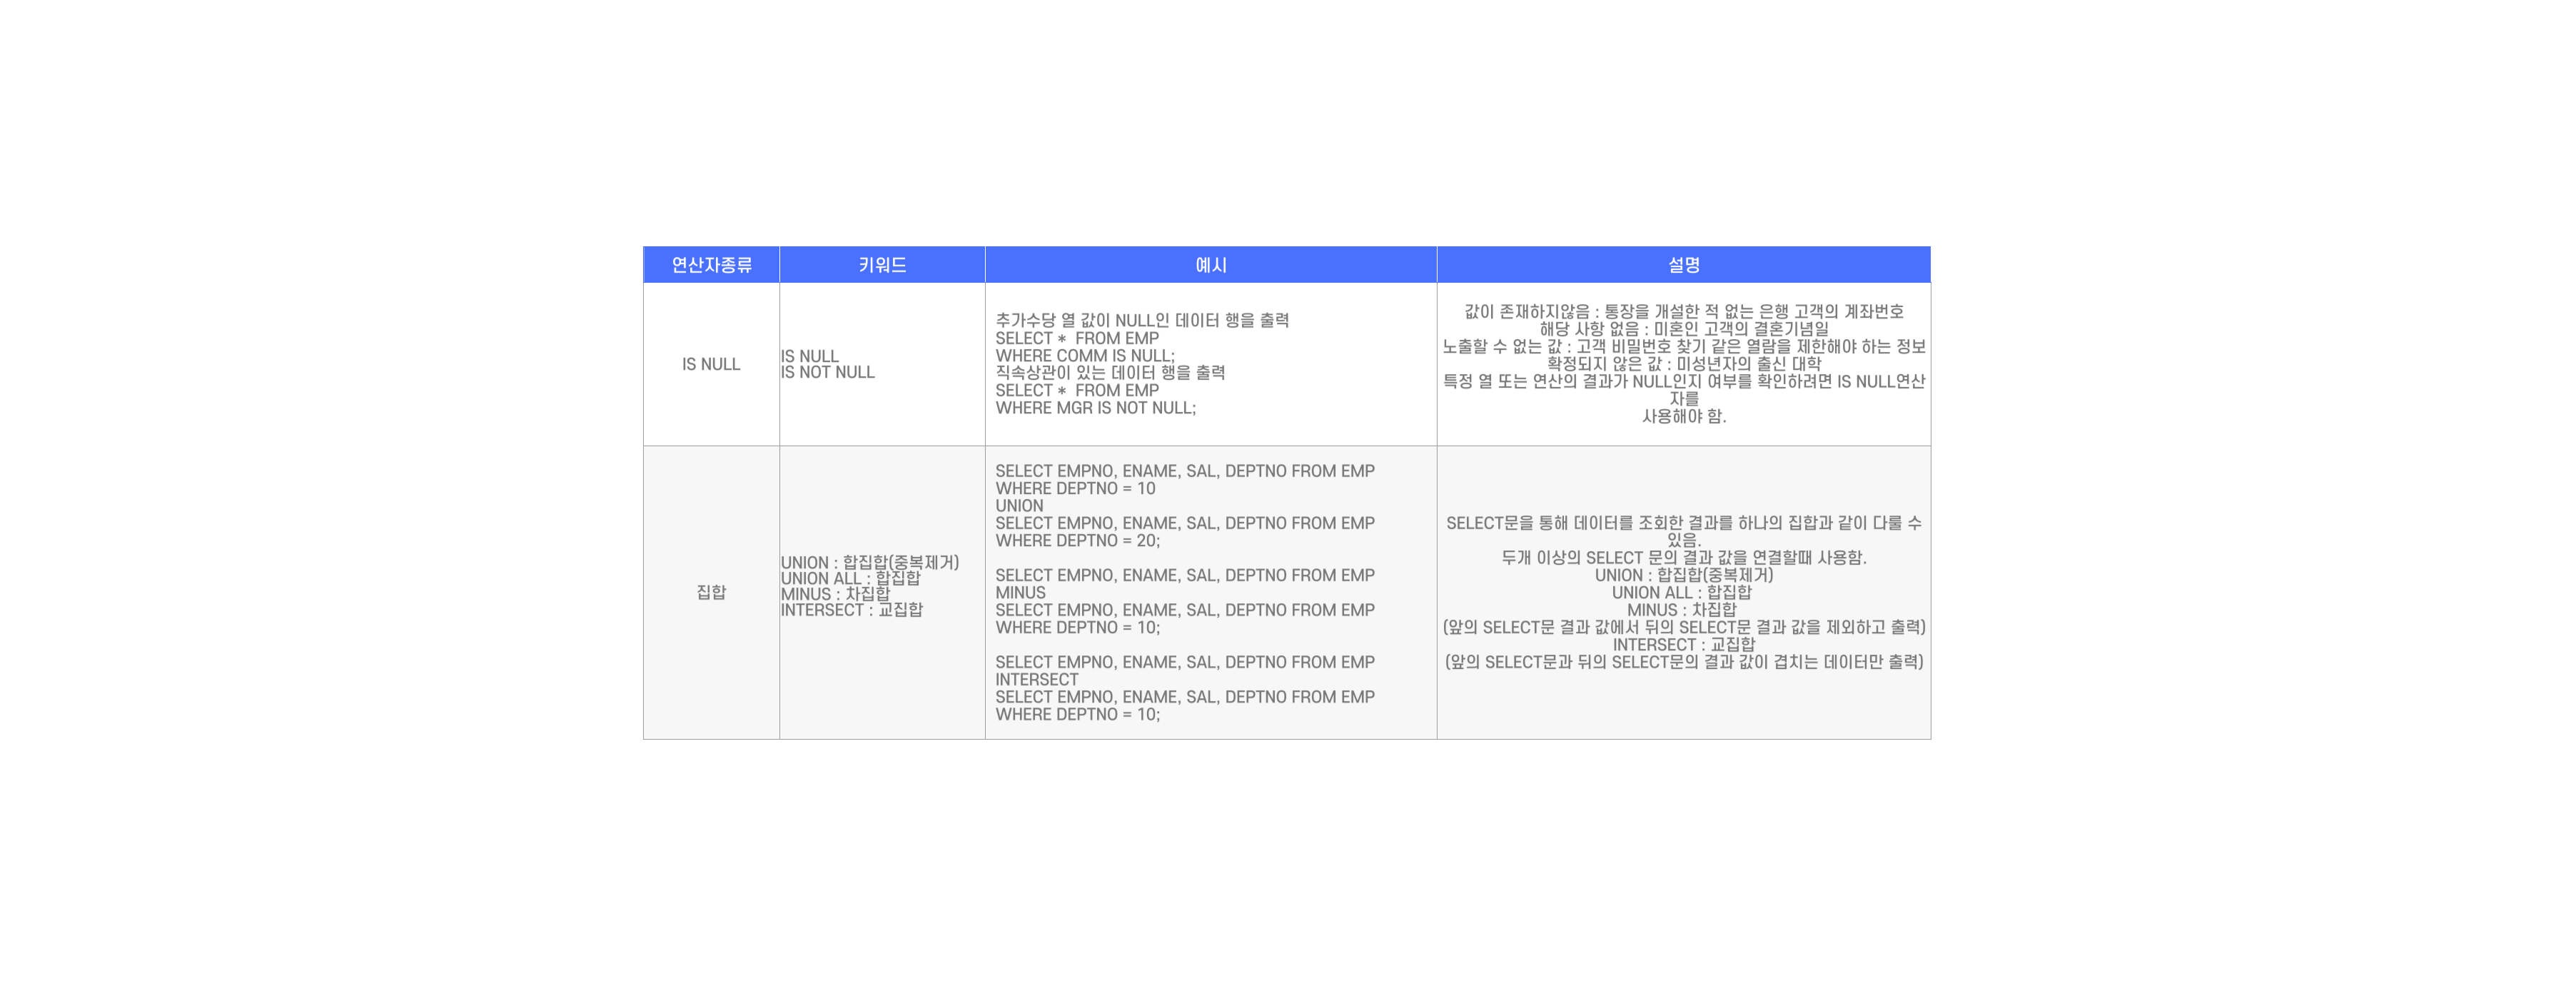 연산자종류 키워드 예시 설명
IS NULL
IS NULL
IS NOT NULL
추가수당 열 값이 NULL인 데이터 행을 출력
SELECT * FROM EMP
WHERE COMM IS NULL;
직속상관이 있는 데이터 행을 출력
SELECT * FROM EMP
WHERE MGR IS NOT NULL;
값이 존재하지않음 : 통장을 개설한 적 없는 은행 고객의 계좌번호
해당 사항 없음 : 미혼인 고객의 결혼기념일
노출할 수 없는 값 : 고객 비밀번호 찾기 같은 열람을 제한해야 하는 정보
확정되지 않은 값 : 미성년자의 출신 대학
특정 열 또는 연산의 결과가 NULL인지 여부를 확인하려면 IS NULL연산
자를
사용해야 함.
집합
UNION : 합집합(중복제거)
UNION ALL : 합집합
MINUS : 차집합
INTERSECT : 교집합
SELECT EMPNO, ENAME, SAL, DEPTNO FROM EMP
WHERE DEPTNO = 10
UNION
SELECT EMPNO, ENAME, SAL, DEPTNO FROM EMP
WHERE DEPTNO = 20;
SELECT EMPNO, ENAME, SAL, DEPTNO FROM EMP
MINUS
SELECT EMPNO, ENAME, SAL, DEPTNO FROM EMP
WHERE DEPTNO = 10;
SELECT EMPNO, ENAME, SAL, DEPTNO FROM EMP
INTERSECT
SELECT EMPNO, ENAME, SAL, DEPTNO FROM EMP
WHERE DEPTNO = 10;
SELECT문을 통해 데이터를 조회한 결과를 하나의 집합과 같이 다룰 수
있음.
두개 이상의 SELECT 문의 결과 값을 연결할때 사용함.
UNION : 합집합(중복제거)
UNION ALL : 합집합
MINUS : 차집합
(앞의 SELECT문 결과 값에서 뒤의 SELECT문 결과 값을 제외하고 출력)
INTERSECT : 교집합
(앞의 SELECT문과 뒤의 SELECT문의 결과 값이 겹치는 데이터만 출력)